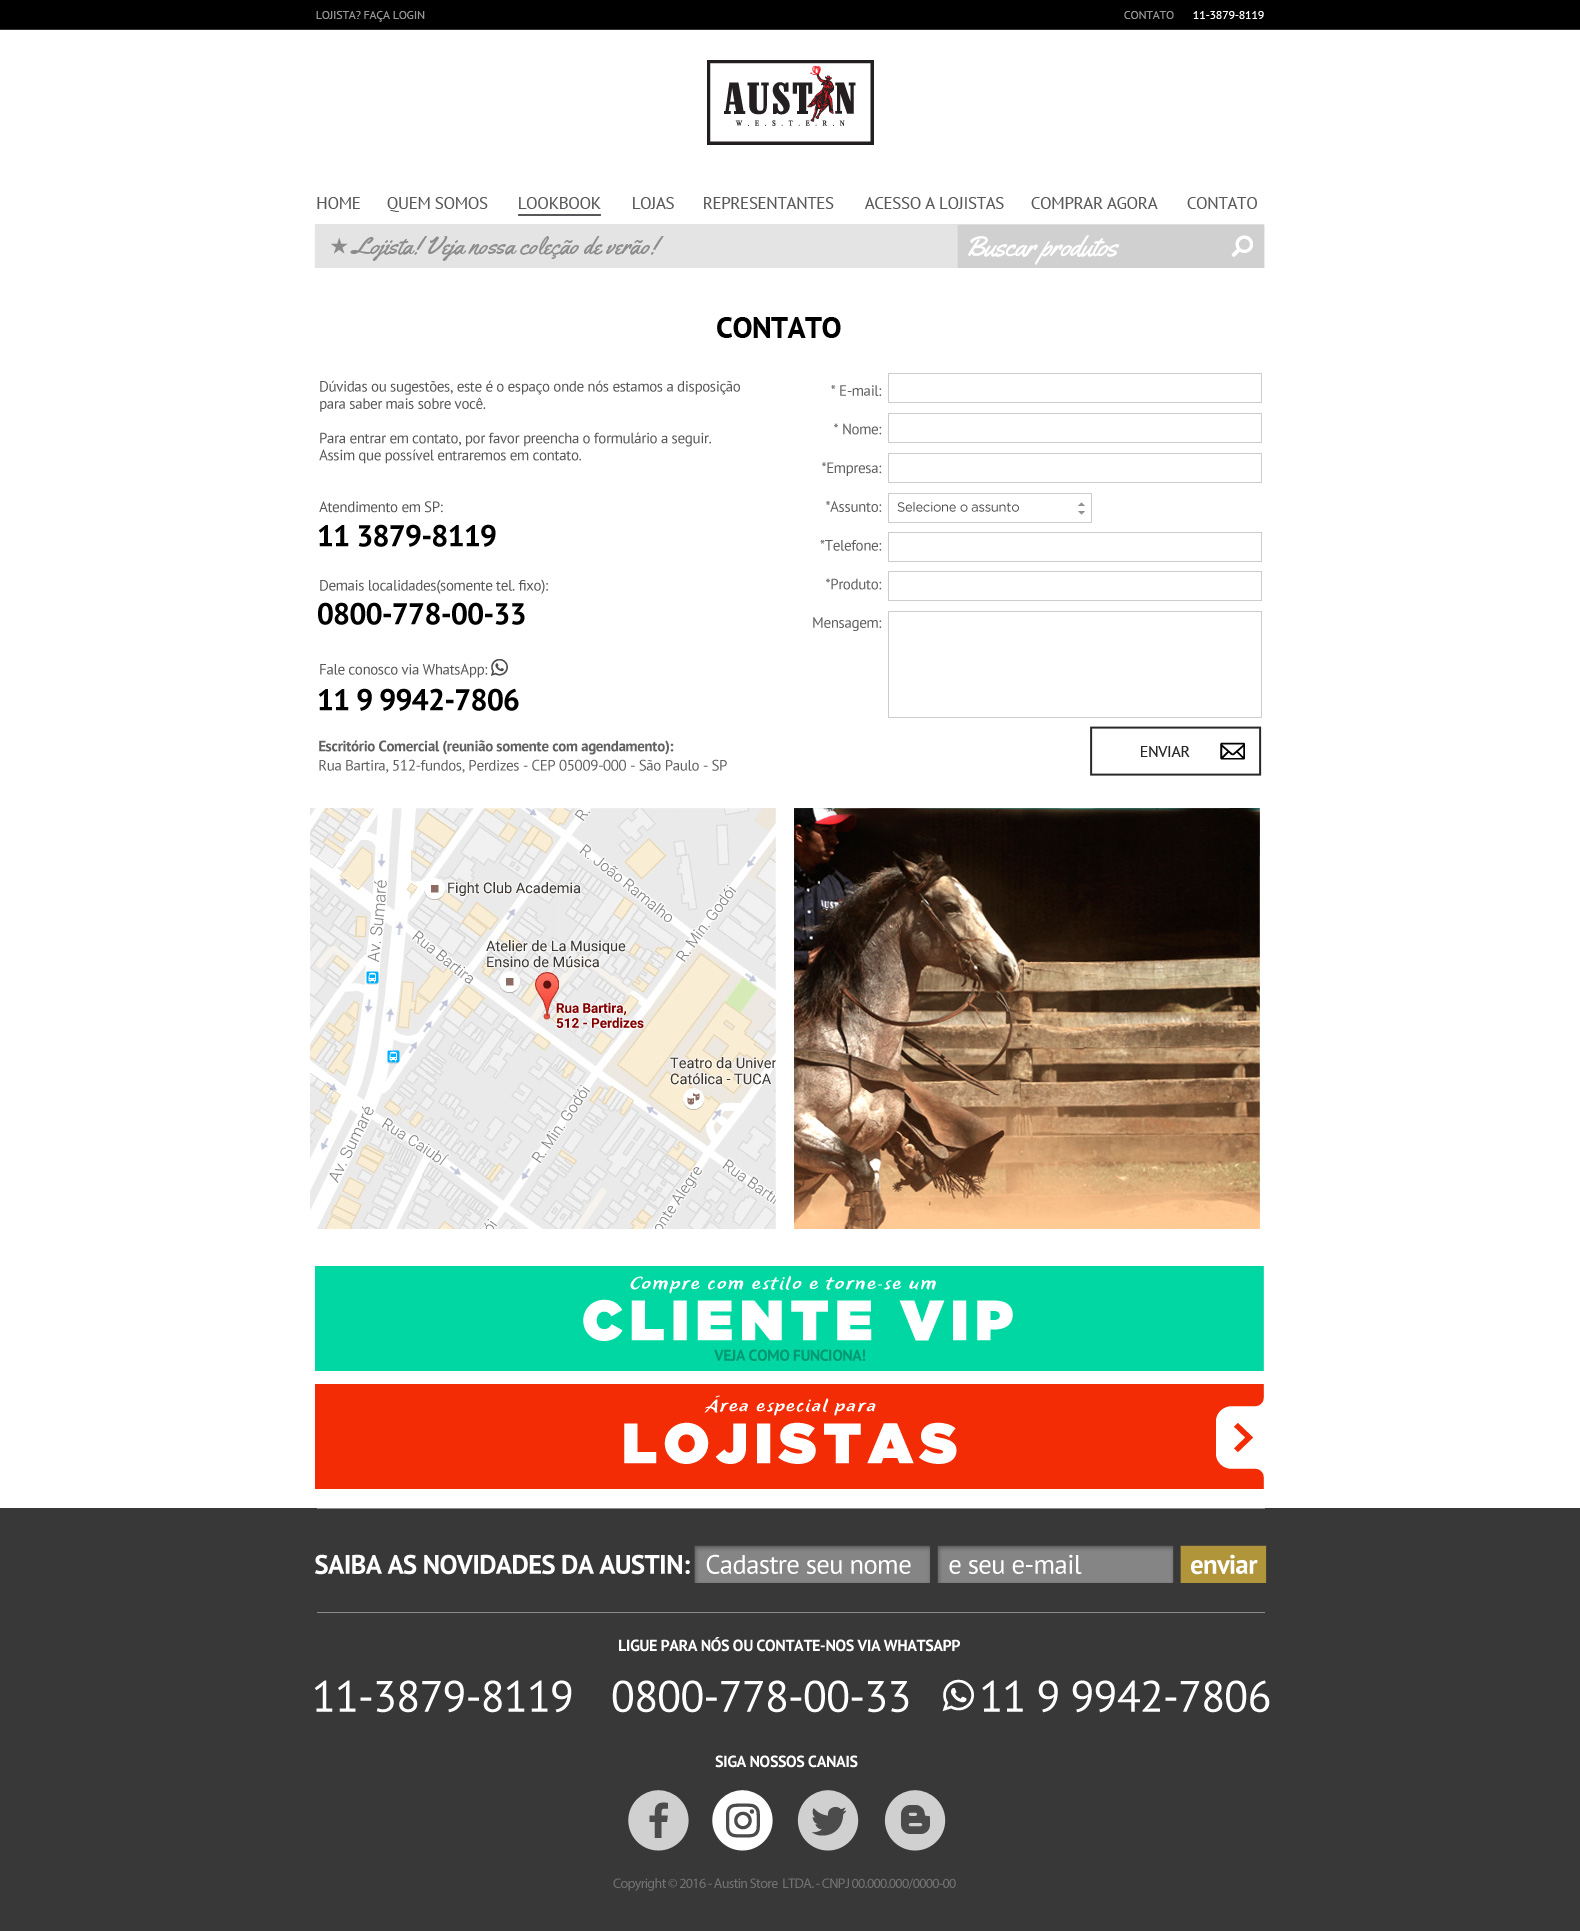 LOJISTA? FAÇA LOGIN
CONTATO 11-3879-8119
AUSTIN
W.E.S.T.E.R.N
HOME QUEM SOMOS LOOKBOOK LOJAS REPRESENTANTES ACESSO A LOJISTAS COMPRAR AGORA CONTATO
★ Lojista! Veja nossa coleção de verão!
Buscar produtos
CONTATO
Dúvidas ou sugestões, este é o espaço onde nós estamos a disposição
para saber mais sobre você.
Para entrar em contato, por favor preencha o formulário a seguir.
Assim que possível entraremos em contato.
Atendimento em SP:
11 3879-8119
Demais localidades(somente tel. fixo):
0800-778-00-33
Fale conosco via WhatsApp:
11 9 9942-7806
Escritório Comercial (reunião somente com agendamento):
Rua Bartira, 512-fundos, Perdizes - CEP 05009-000 - São Paulo - SP
* E-mail:
* Nome:
*Empresa:
*Assunto: Selecione o assunto
*Telefone:
*Produto:
Mensagem:
ENVIAR
R.
R. João Ramalho
Fight Club Academia
Av. Sumaré
R. Min. Godói
Rua Bartira
Atelier de La Musique
Ensino de Música
Rua Bartira,
512 - Perdizes
Teatro da Univer
Católica - TUCA
Av. Sumaré
Rua Caiubí
R. Min. Godói
Rua Barti
onte Alegre
dói
AUST
Compre com estilo e torne-se um
CLIENTE VIP
VEJA COMO FUNCIONA!
Área especial para
LOJISTAS
SAIBA AS NOVIDADES DA AUSTIN: Cadastre seu nome e seu e-mail enviar
LIGUE PARA NÓS OU CONTATE-NOS VIA WHATSAPP
11-3879-8119 0800-778-00-33 11 9 9942-7806
SIGA NOSSOS CANAIS
Copyright © 2016 - Austin Store LTDA. - CNPJ 00.000.000/0000-00